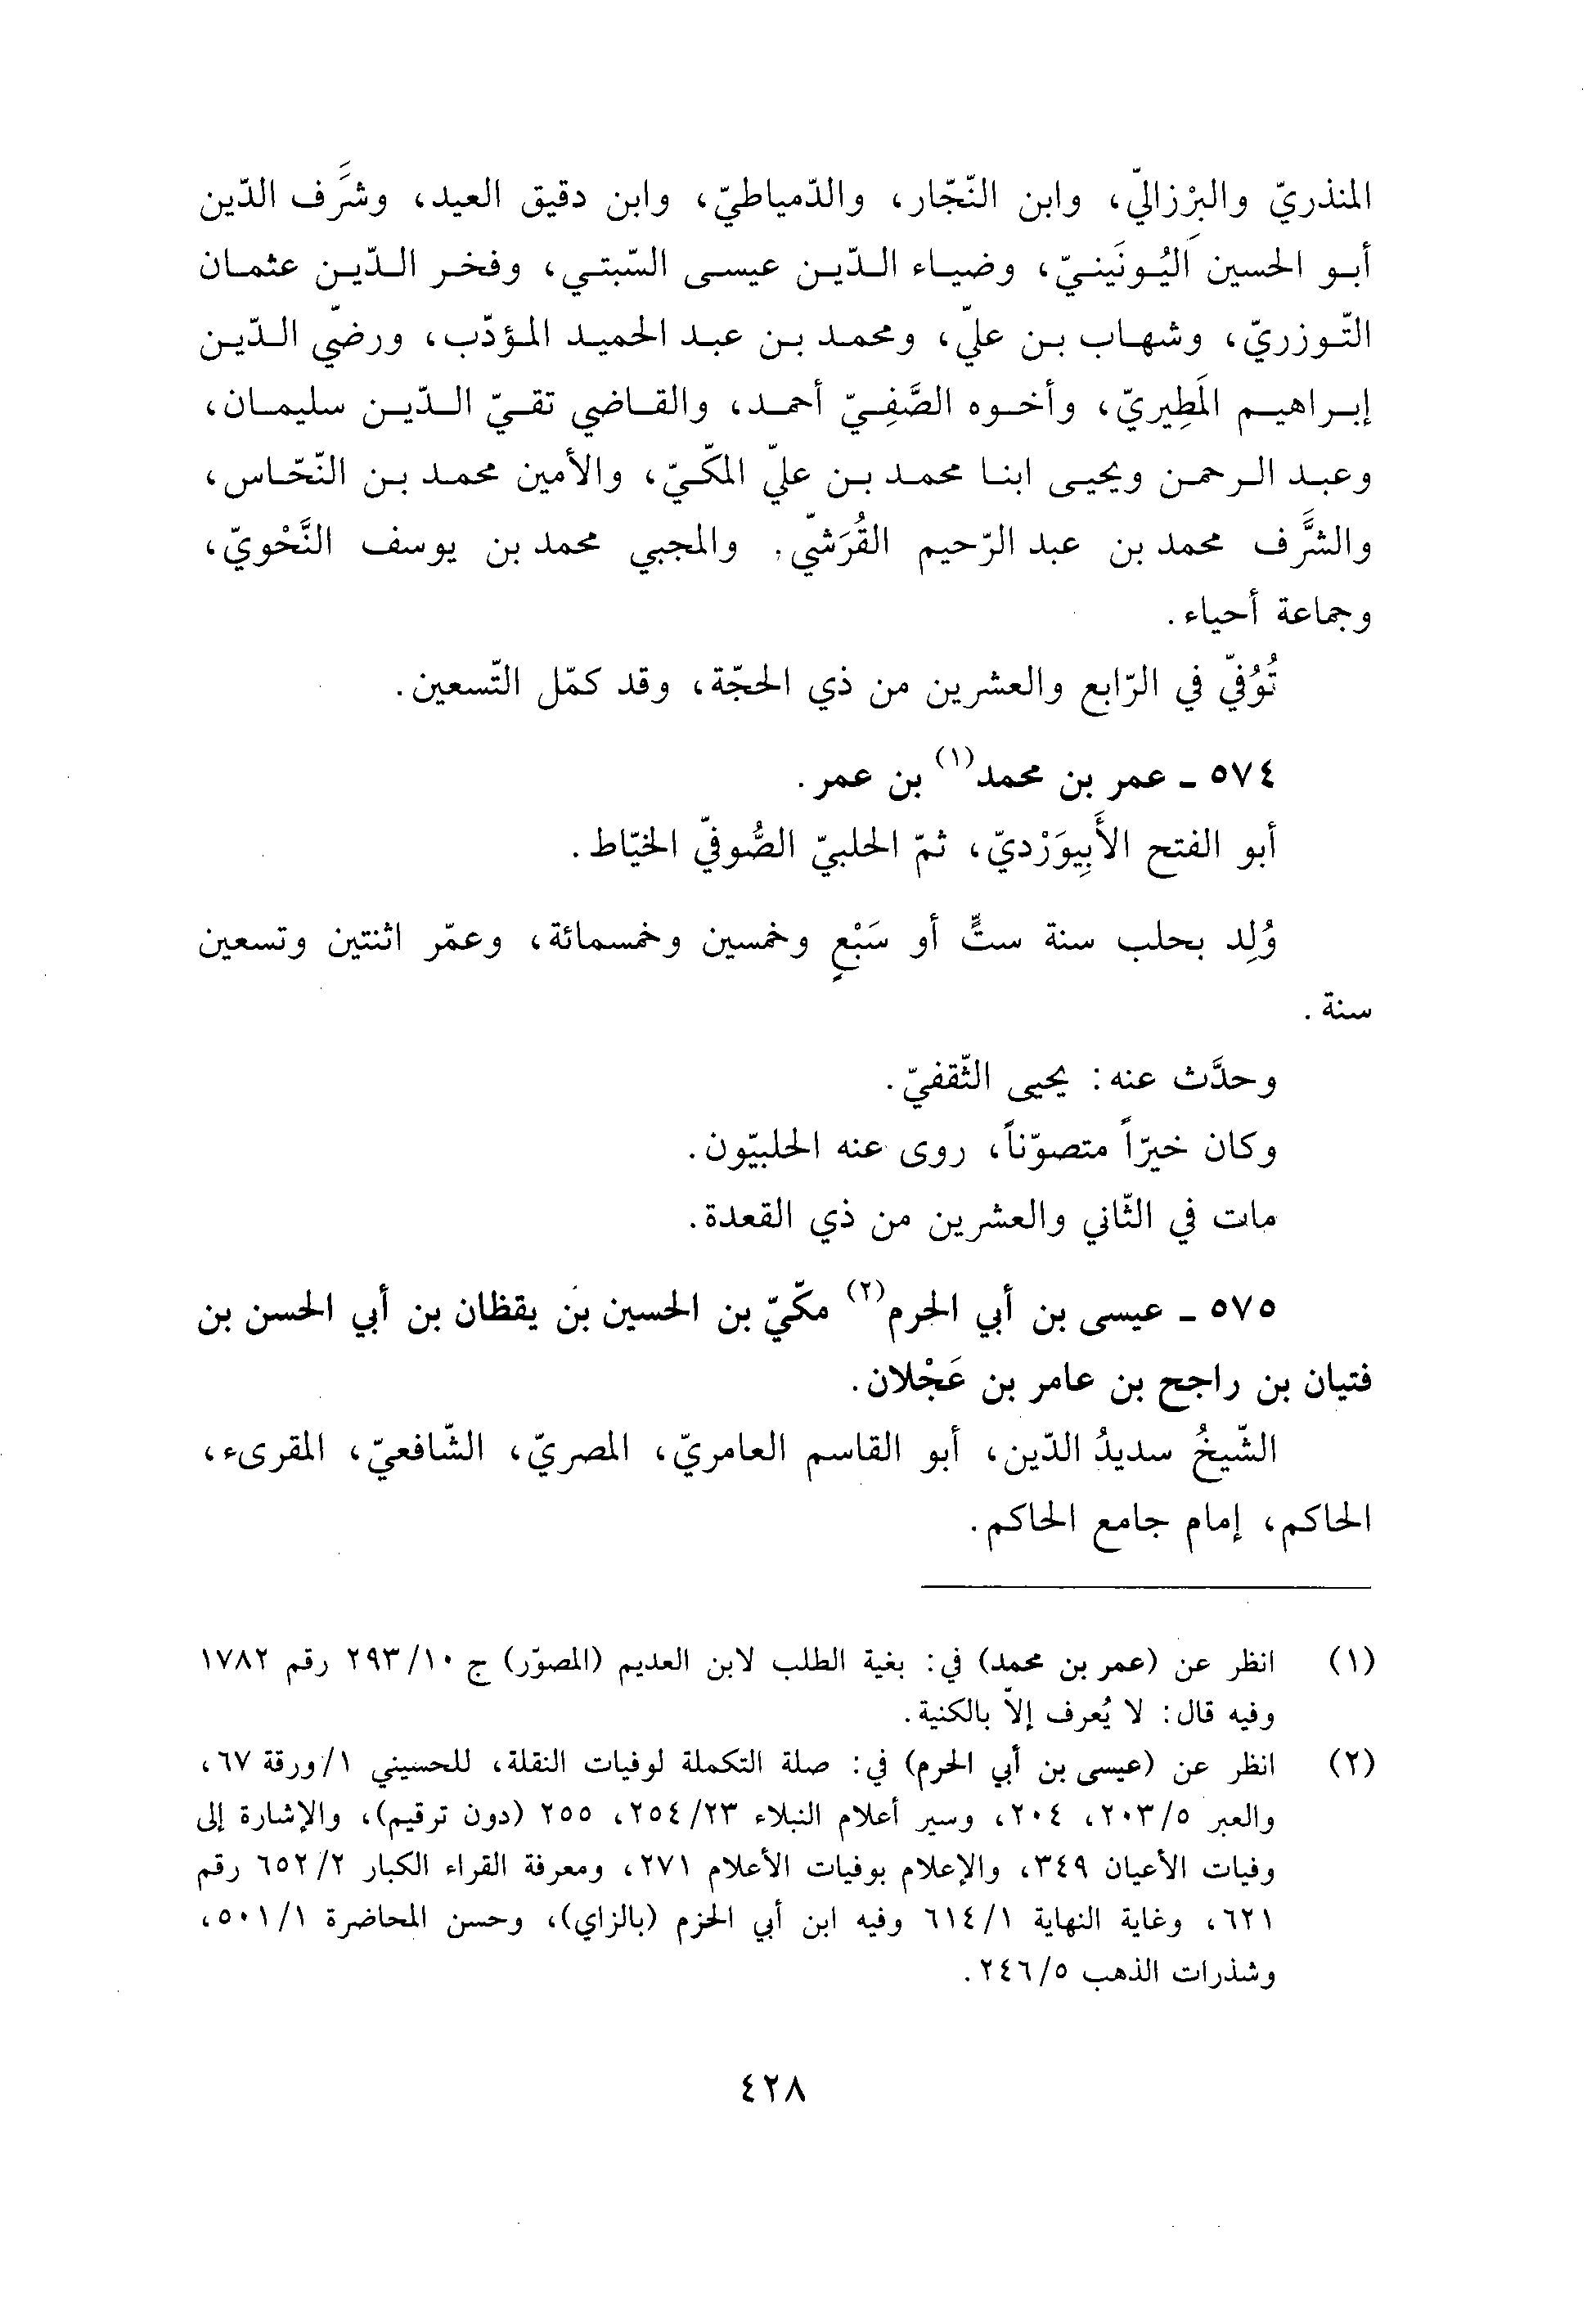 المنذريّ والبرْزاليّ، وابن النّجّار، والدّمياطيّ، وابن دقيق العيد، وشَرَف الدّين
أبو الحسين اليُونَينيّ، وضياء الدّين عيسى السّبتي، وفخر الدّين عثمان
التّوزريّ، وشهاب بن عليّ، ومحمد بن عبد الحميد المؤدّب، ورضيّ الدّين
إبراهيم المَطِيريّ، وأخوه الصَّفِيّ أحمد، والقاضي تقيّ الدّين سليمان،
وعبد الرحمن ويحيى ابنا محمد بن عليّ المكّيّ، والأمين محمد بن النّحّاس،
والشَّرَف محمد بن عبد الرّحيم القُرَشيّ. والمجبي محمد بن يوسف النَّحْويّ،
وجماعة أحياء.
تُوُفّي في الرّابع والعشرين من ذي الحجّة، وقد كمّل التّسعين.
٥٧٤ ـ عمر بن محمد(١) بن عمر.
أبو الفتح الأَبِيوَرْديّ، ثمّ الحلبيّ الصُّوفيّ الخيّاط.
وُلِد بحلب سنة ستٍّ أو سَبْعٍ وخمسين وخمسمائة، وعمّر اثنتين وتسعين
سنة.
وحدَّث عنه: يحيى الثّقفيّ.
وكان خيّراً متصوّناً، روى عنه الحلبيّون.
مات في الثّاني والعشرين من ذي القعدة.
٥٧٥ ـ عيسى بن أبي الحرم(٢) مكّيّ بن الحسين بن يقظان بن أبي الحسن بن
فتيان بن راجح بن عامر بن عَجْلان.
الشّيخُ سديدُ الدّين، أبو القاسم العامريّ، المصريّ، الشّافعيّ، المقرىء،
الحاكم، إمام جامع الحاكم.
(١) انظر عن (عمر بن محمد) في: بغية الطلب لابن العديم (المصوّر) ج ١٠/ ٢٩٣ رقم ١٧٨٢
وفيه قال: لا يُعرف إلاّ بالكنية.
(٢) انظر عن (عيسى بن أبي الحرم) في: صلة التكملة لوفيات النقلة، للحسيني ١/ورقة ٦٧،
والعبر ٥/ ٢٠٣، ٢٠٤، وسير أعلام النبلاء ٢٣/ ٢٥٤، ٢٥٥ (دون ترقيم)، والإشارة إلى
وفيات الأعيان ٣٤٩، والإعلام بوفيات الأعلام ٢٧١، ومعرفة القراء الكبار ٢/ ٦٥٢ رقم
٦٢١، وغاية النهاية ١/ ٦١٤ وفيه ابن أبي الحزم (بالزاي)، وحسن المحاضرة ١/ ٥٠١،
وشذرات الذهب ٥/ ٢٤٦.
٤٢٨